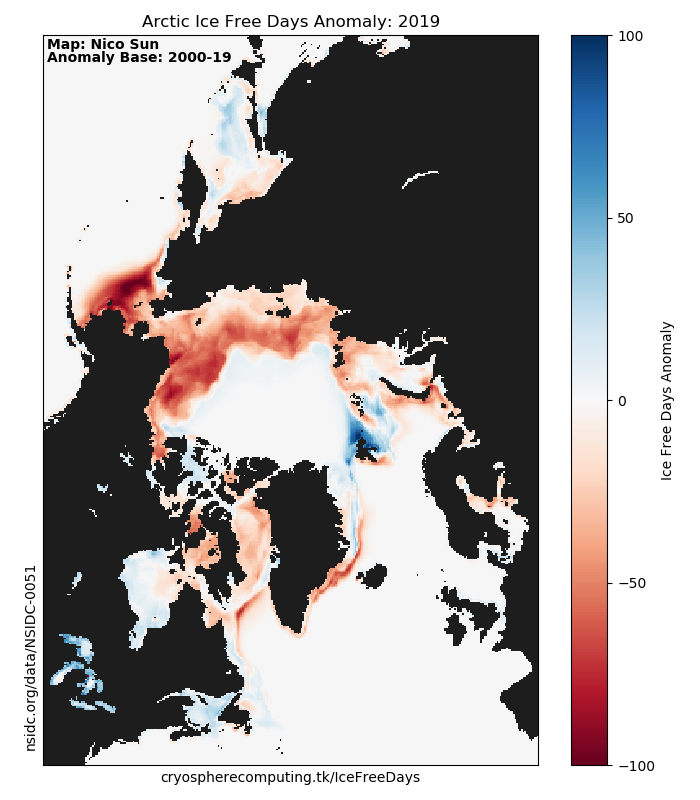 Arctic Ice Free Days Anomaly: 2019
Map: Nico Sun
Anomaly Base: 2000-19
100
50
0
−50
−100
Ice Free Days Anomaly
nsidc.org/data/NSIDC-0051
cryospherecomputing.tk/IceFreeDays